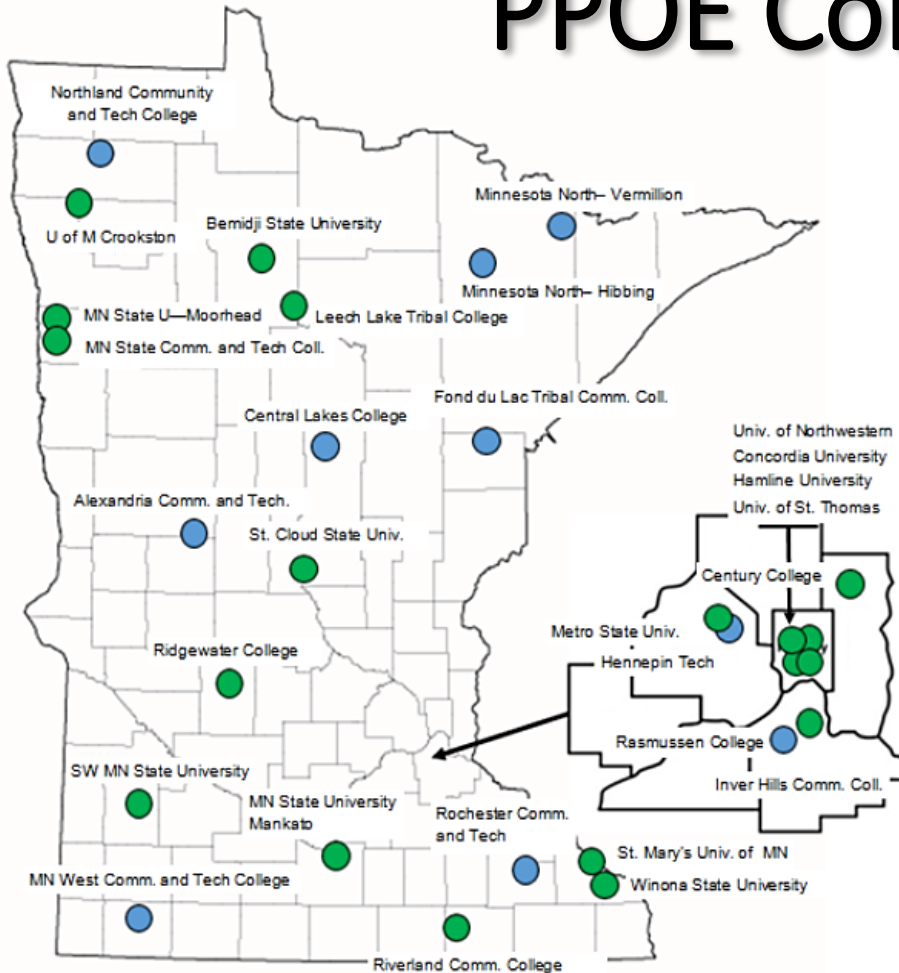 PPOE Col
Northland Community
and Tech College
Minnesota North– Vermillion
U of M Crookston
Bemidji State University
Minnesota North– Hibbing
MN State U—Moorhead
Leech Lake Tribal College
MN State Comm. and Tech Coll.
Fond du Lac Tribal Comm. Coll.
Central Lakes College
Univ. of Northwestern
Concordia University
Hamline University
Univ. of St. Thomas
Alexandria Comm. and Tech.
St. Cloud State Univ.
Century College
Metro State Univ.
Hennepin Tech
Ridgewater College
Rasmussen College
Inver Hills Comm. Coll.
SW MN State University
MN State University
Mankato
Rochester Comm.
and Tech
St. Mary's Univ. of MN
Winona State University
MN West Comm. and Tech College
Riverland Comm. College